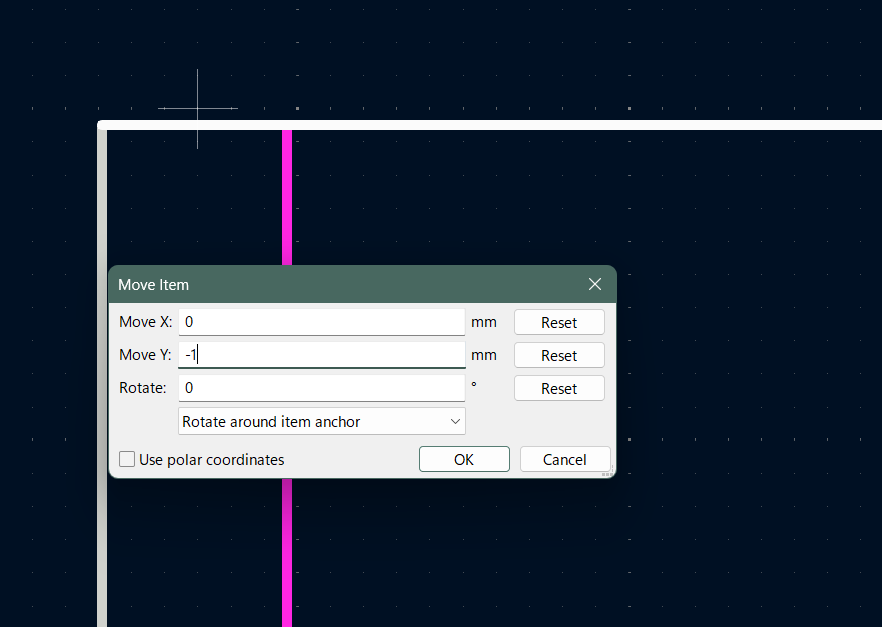 Move Item
Move X: 0 mm Reset
Move Y: -1 mm Reset
Rotate: 0 ° Reset
Rotate around item anchor
Use polar coordinates OK Cancel